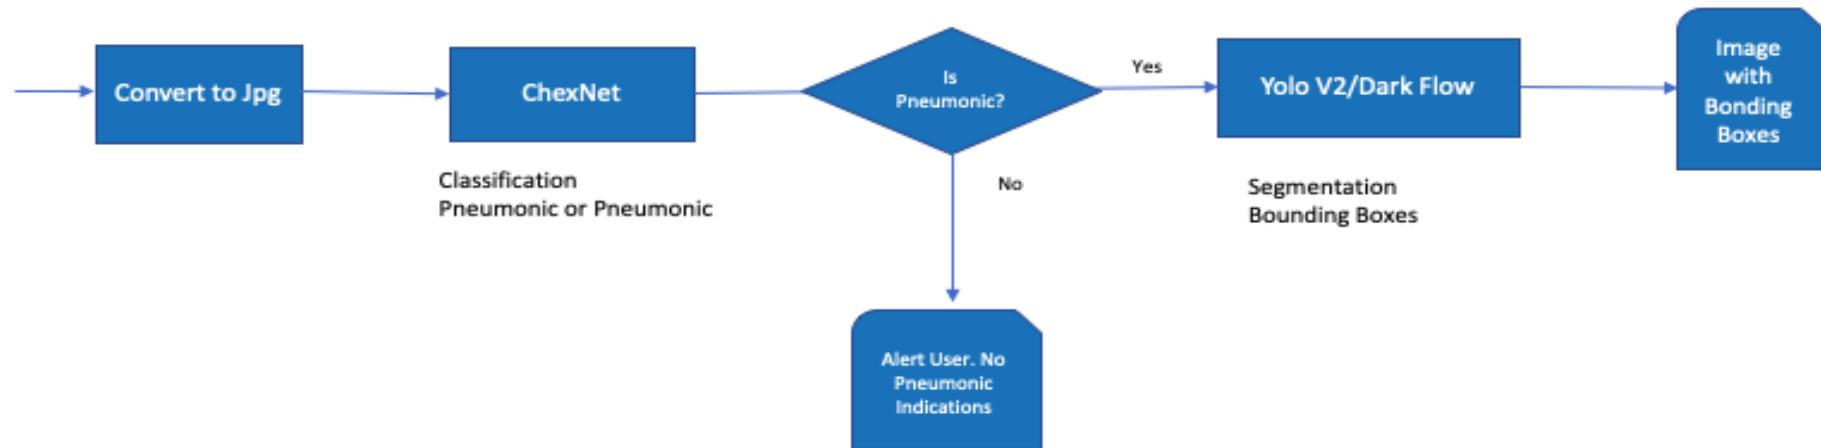 Convert to Jpg
ChexNet
Classification
Pneumonic or Pneumonic
Is
Pneumonic?
Yes
No
Alert User. No
Pneumonic
Indications
Yolo V2/Dark Flow
Segmentation
Bounding Boxes
Image
with
Bonding
Boxes